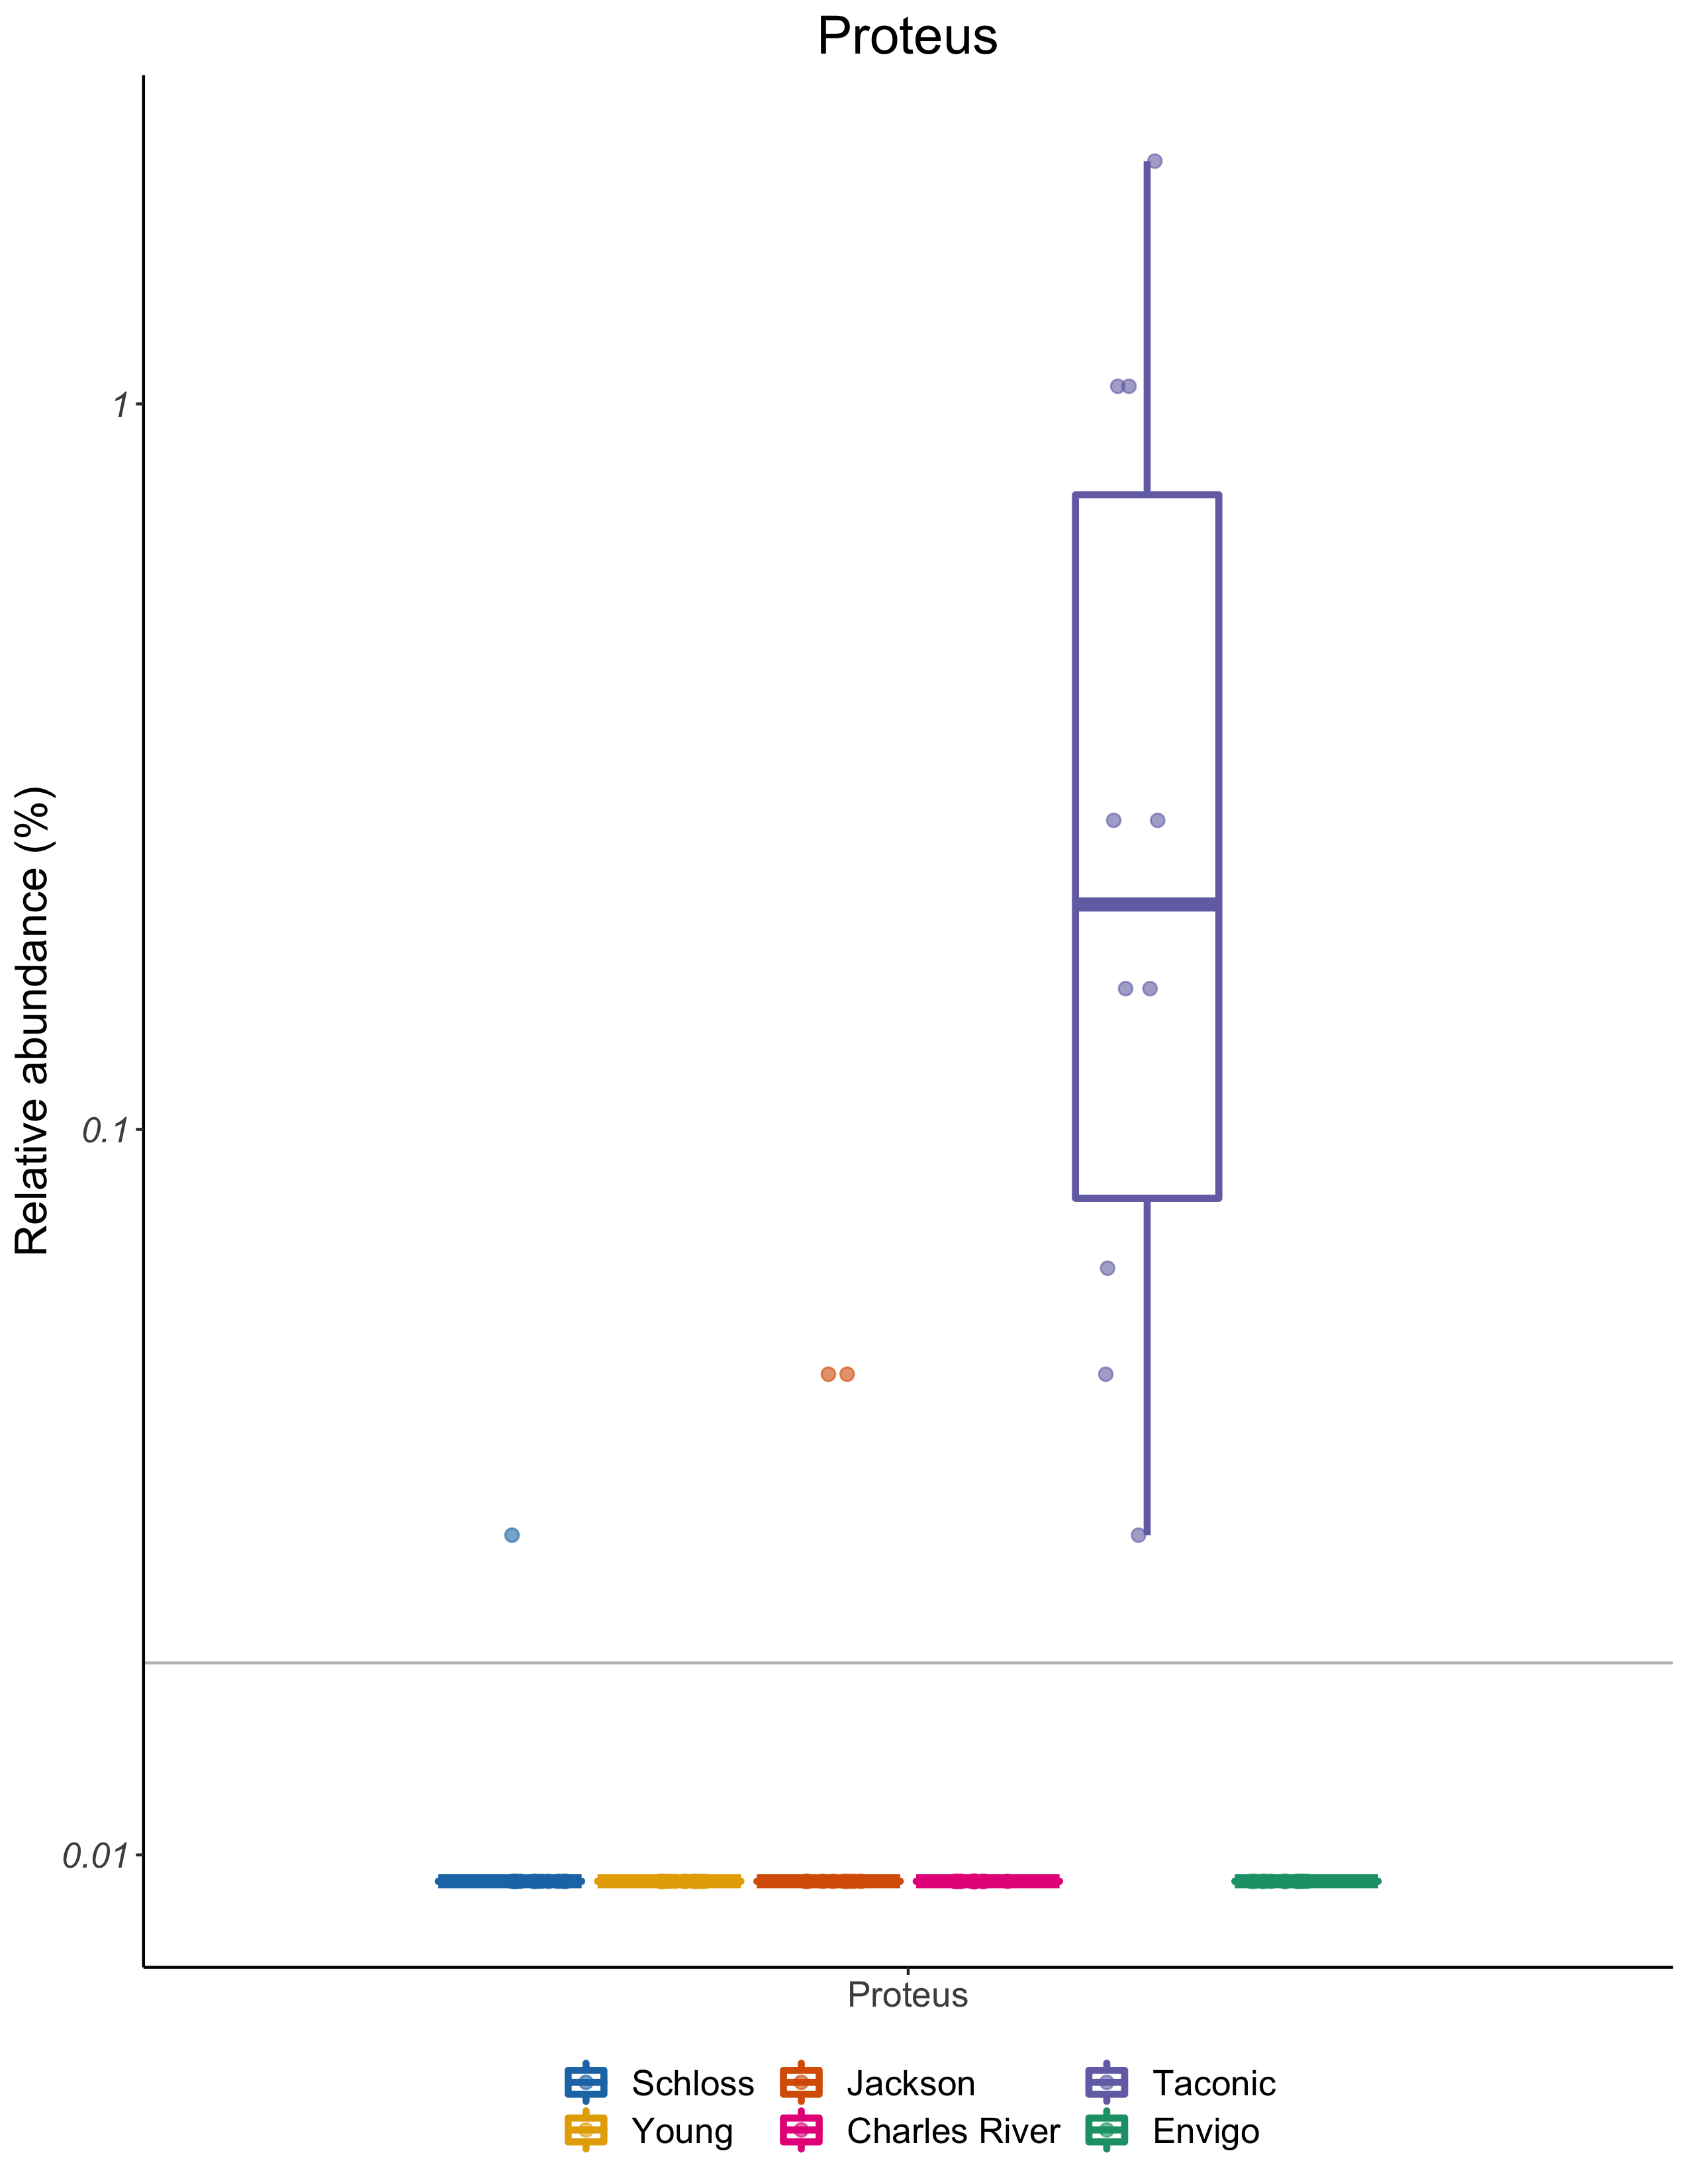 Proteus
Relative abundance (%)
1
0.1
0.01
Proteus
Schloss Jackson Taconic
Young Charles River Envigo